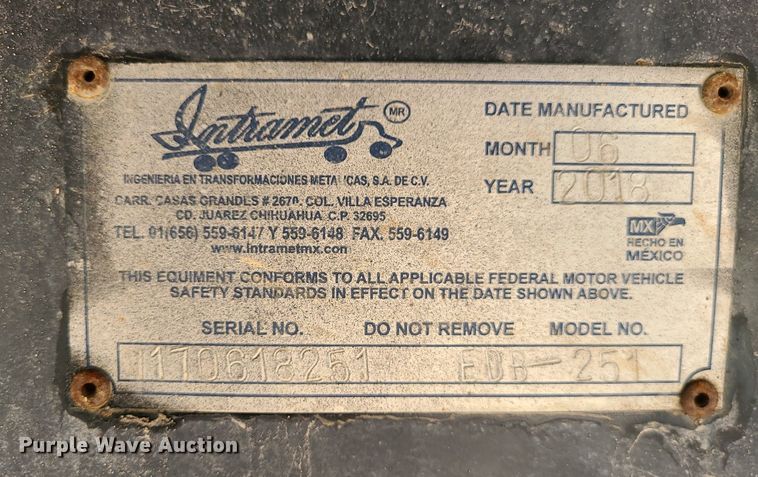 Intramet MR
INGENIERIA EN TRANSFORMACIONES METALICAS, S.A. DE C.V.
CARR. CASAS GRANDES # 2670, COL. VILLA ESPERANZA
CD. JUAREZ CHIHUAHUA C.P. 32695
TEL. 01(656) 559-6147 Y 559-6148 FAX. 559-6149
www.intrametmx.com
DATE MANUFACTURED
MONTH 06
YEAR 2018
MX
HECHO EN
MÉXICO
THIS EQUIMENT CONFORMS TO ALL APPLICABLE FEDERAL MOTOR VEHICLE
SAFETY STANDARDS IN EFFECT ON THE DATE SHOWN ABOVE.
SERIAL NO. DO NOT REMOVE MODEL NO.
1170618251 EDB-251
Purple Wave Auction